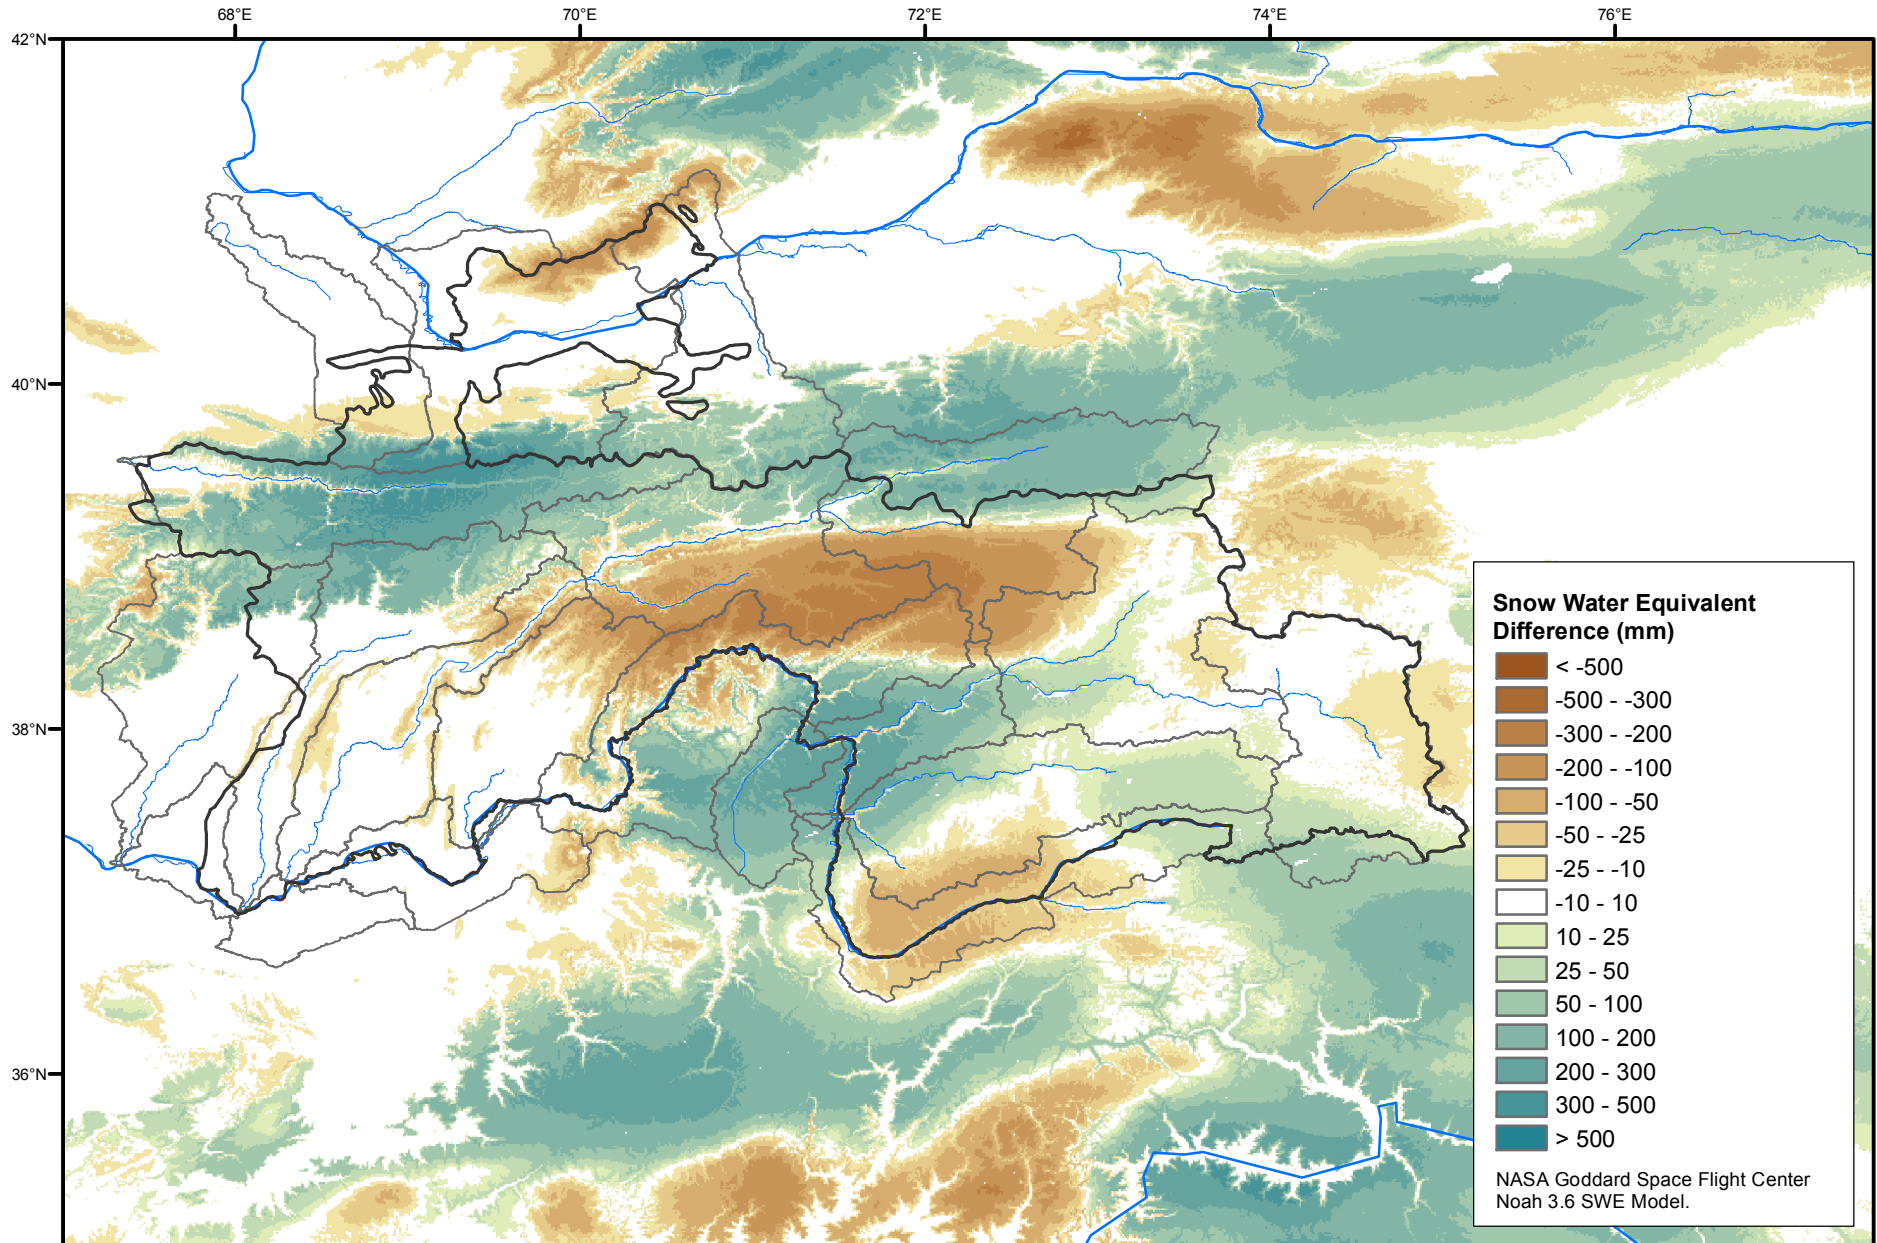 68°E 70°E 72°E 74°E 76°E
42°N
40°N
38°N
36°N
Snow Water Equivalent
Difference (mm)
< -500
-500 - -300
-300 - -200
-200 - -100
-100 - -50
-50 - -25
-25 - -10
-10 - 10
10 - 25
25 - 50
50 - 100
100 - 200
200 - 300
300 - 500
> 500
NASA Goddard Space Flight Center
Noah 3.6 SWE Model.